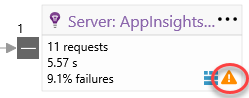 1
Server: AppInsights...
11 requests
5.57 s
9.1% failures